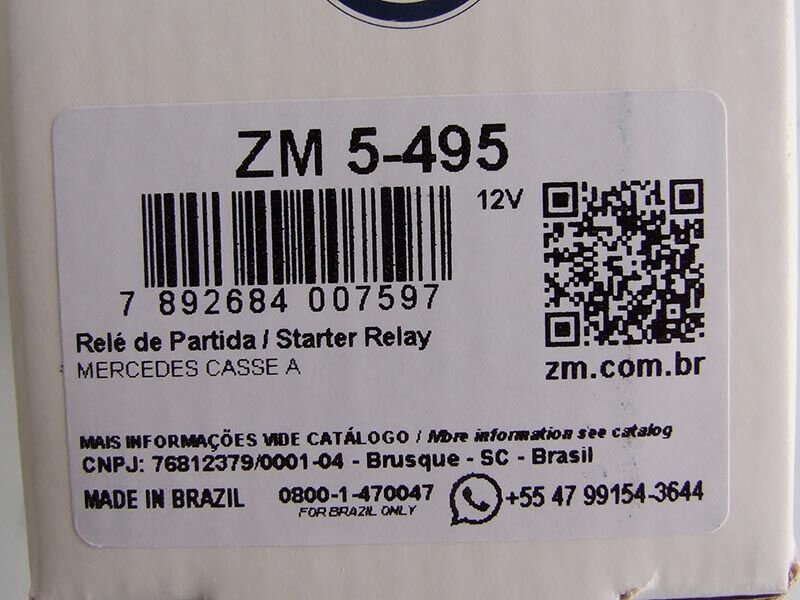 ZM 5-495
12V
7 892684 007597
Relé de Partida / Starter Relay
MERCEDES CASSE A
zm.com.br
MAIS INFORMAÇÕES VIDE CATÁLOGO / More information see catalog
CNPJ: 76812379/0001-04 - Brusque - SC - Brasil
MADE IN BRAZIL 0800-1-470047 +55 47 99154-3644
FOR BRAZIL ONLY